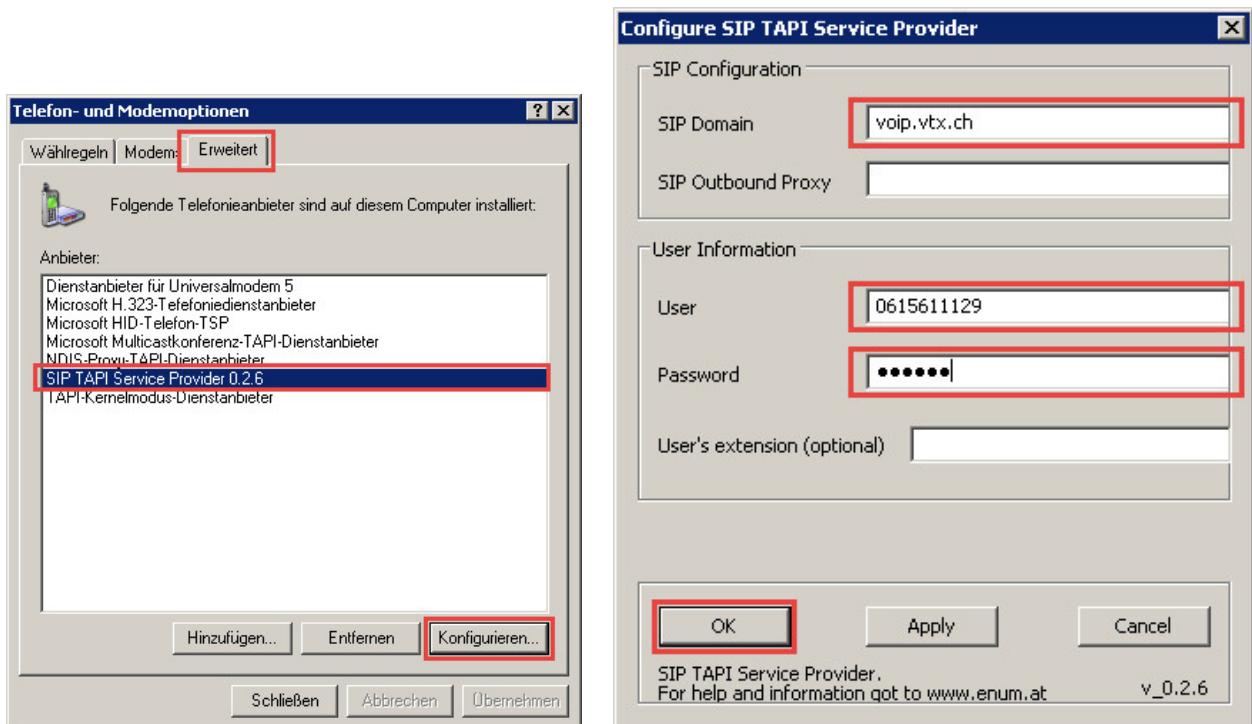 Telefon- und Modemoptionen
Wählregeln
Modems
Erweitert
Folgende Telefonieanbieter sind auf diesem Computer installiert:
Anbieter:
Dienstanbieter für Universalmodem 5
Microsoft H.323-Tefefoniedienstanbieter
Microsoft HID-Telefon-TSP
Microsoft Multicastkonferenz-TAPI-Dienstanbieter
NDIS-Proxy-TAPI-Dienstanbieter
SIP TAPI Service Provider 0.2.6
TAPI-Kernelmodus-Dienstanbieter
Hinzufügen...
Entfernen
Konfigurieren...
Schließen
Abbrechen
Übernehmen
Configure SIP TAPI Service Provider
SIP Configuration
SIP Domain
voip.vtx.ch
SIP Outbound Proxy
User Information
User
0615611129
Password
●●●●●●
User's extension (optional)
OK
Apply
Cancel
SIP TAPI Service Provider.
For help and information got to www.enum.at
v_0.2.6